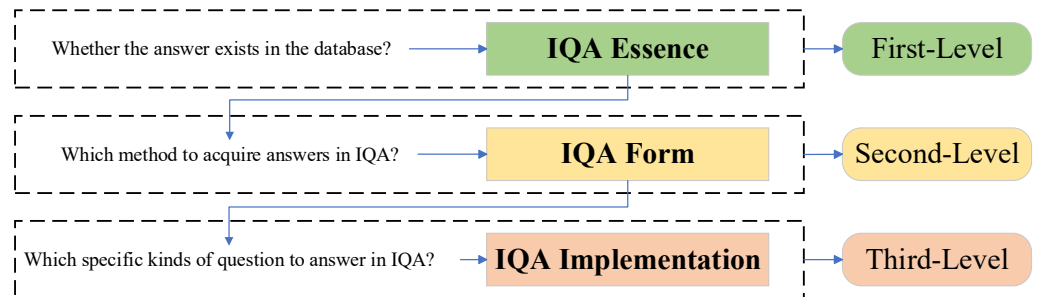 Whether the answer exists in the database?
IQA Essence
First-Level
Which method to acquire answers in IQA?
IQA Form
Second-Level
Which specific kinds of question to answer in IQA?
IQA Implementation
Third-Level